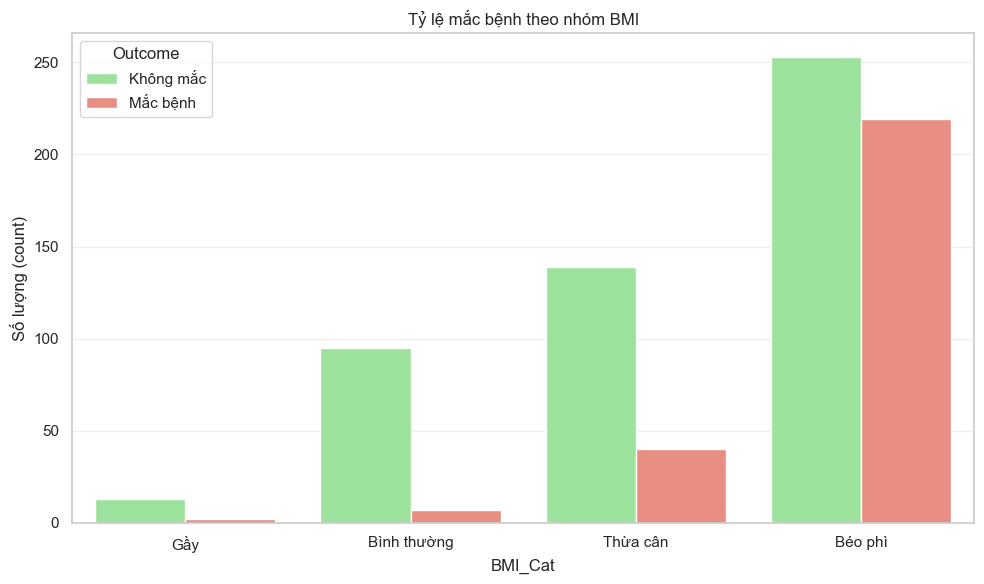 Tỷ lệ mắc bệnh theo nhóm BMI
Outcome
Không mắc
Mắc bệnh
Số lượng (count)
250
200
150
100
50
0
Gầy
Bình thường
Thừa cân
Béo phì
BMI_Cat